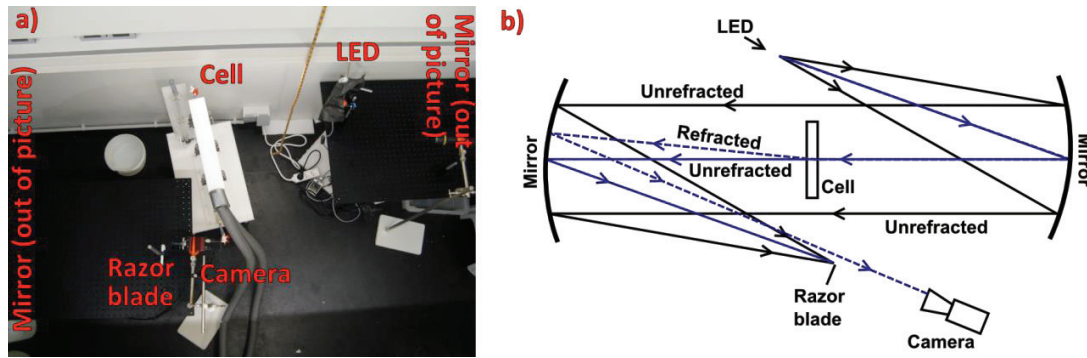 a)
Mirror (out of picture)
Cell
LED
Mirror (out
of picture)
Razor
blade
Camera
b)
LED
Unrefracted
Refracted
Unrefracted
Mirror
Cell
Mirror
Unrefracted
Razor
blade
Camera